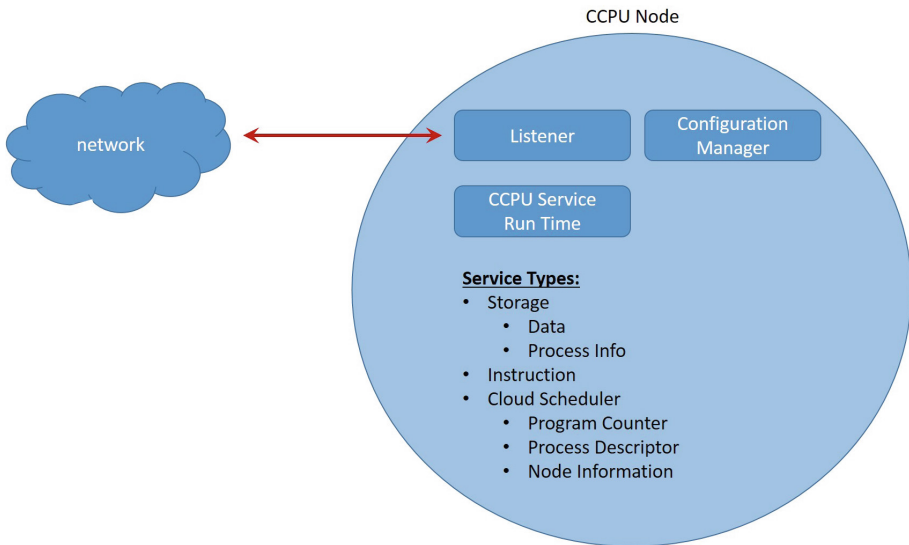 CCPU Node
network
Listener
Configuration
Manager
CCPU Service
Run Time
Service Types:
• Storage
• Data
• Process Info
• Instruction
• Cloud Scheduler
• Program Counter
• Process Descriptor
• Node Information